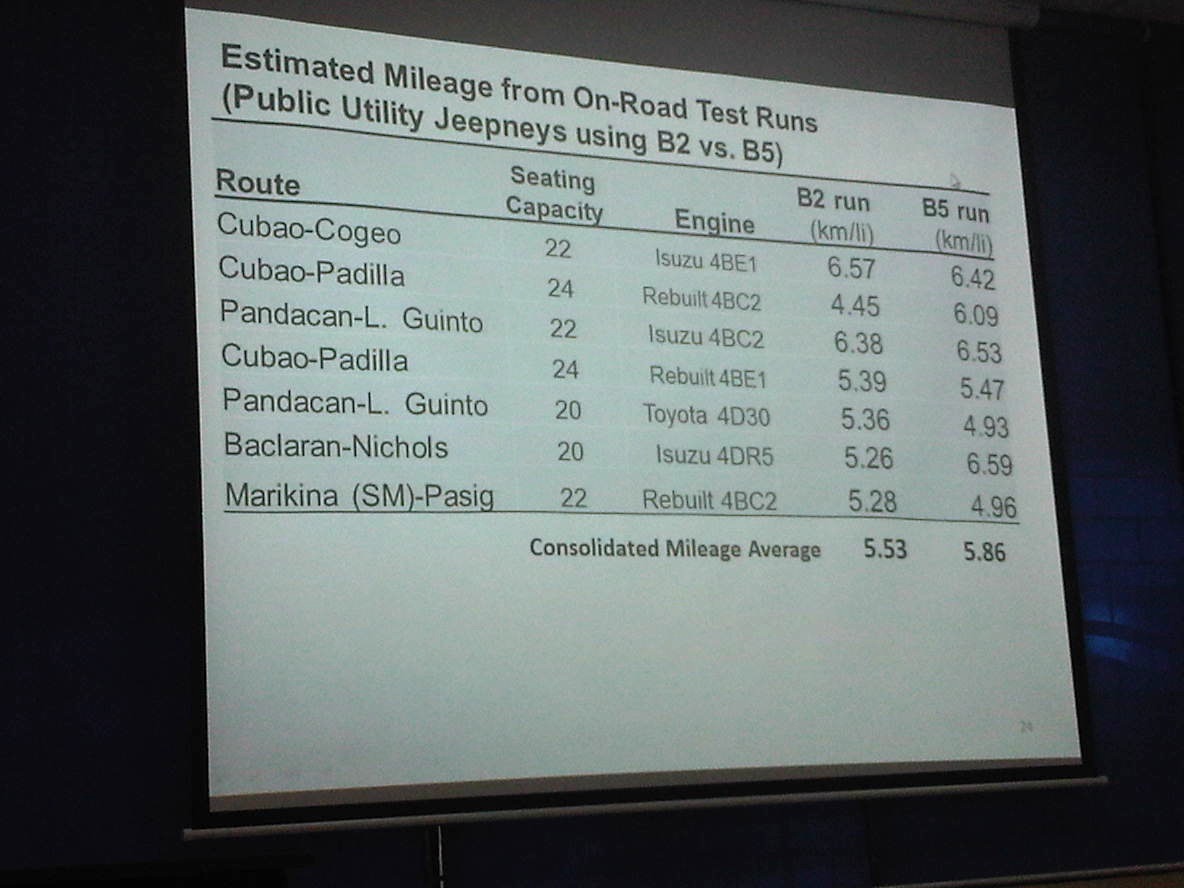 Estimated Mileage from On-Road Test Runs
(Public Utility Jeepneys using B2 vs. B5)
Route Seating Capacity Engine B2 run (km/li) B5 run (km/li)
Cubao-Cogeo 22 Isuzu 4BE1 6.57 6.42
Cubao-Padilla 24 Rebuilt 4BC2 4.45 6.09
Pandacan-L. Guinto 22 Isuzu 4BC2 6.38 6.53
Cubao-Padilla 24 Rebuilt 4BE1 5.39 5.47
Pandacan-L. Guinto 20 Toyota 4D30 5.36 4.93
Baclaran-Nichols 20 Isuzu 4DR5 5.26 6.59
Marikina (SM)-Pasig 22 Rebuilt 4BC2 5.28 4.96
Consolidated Mileage Average 5.53 5.86
24